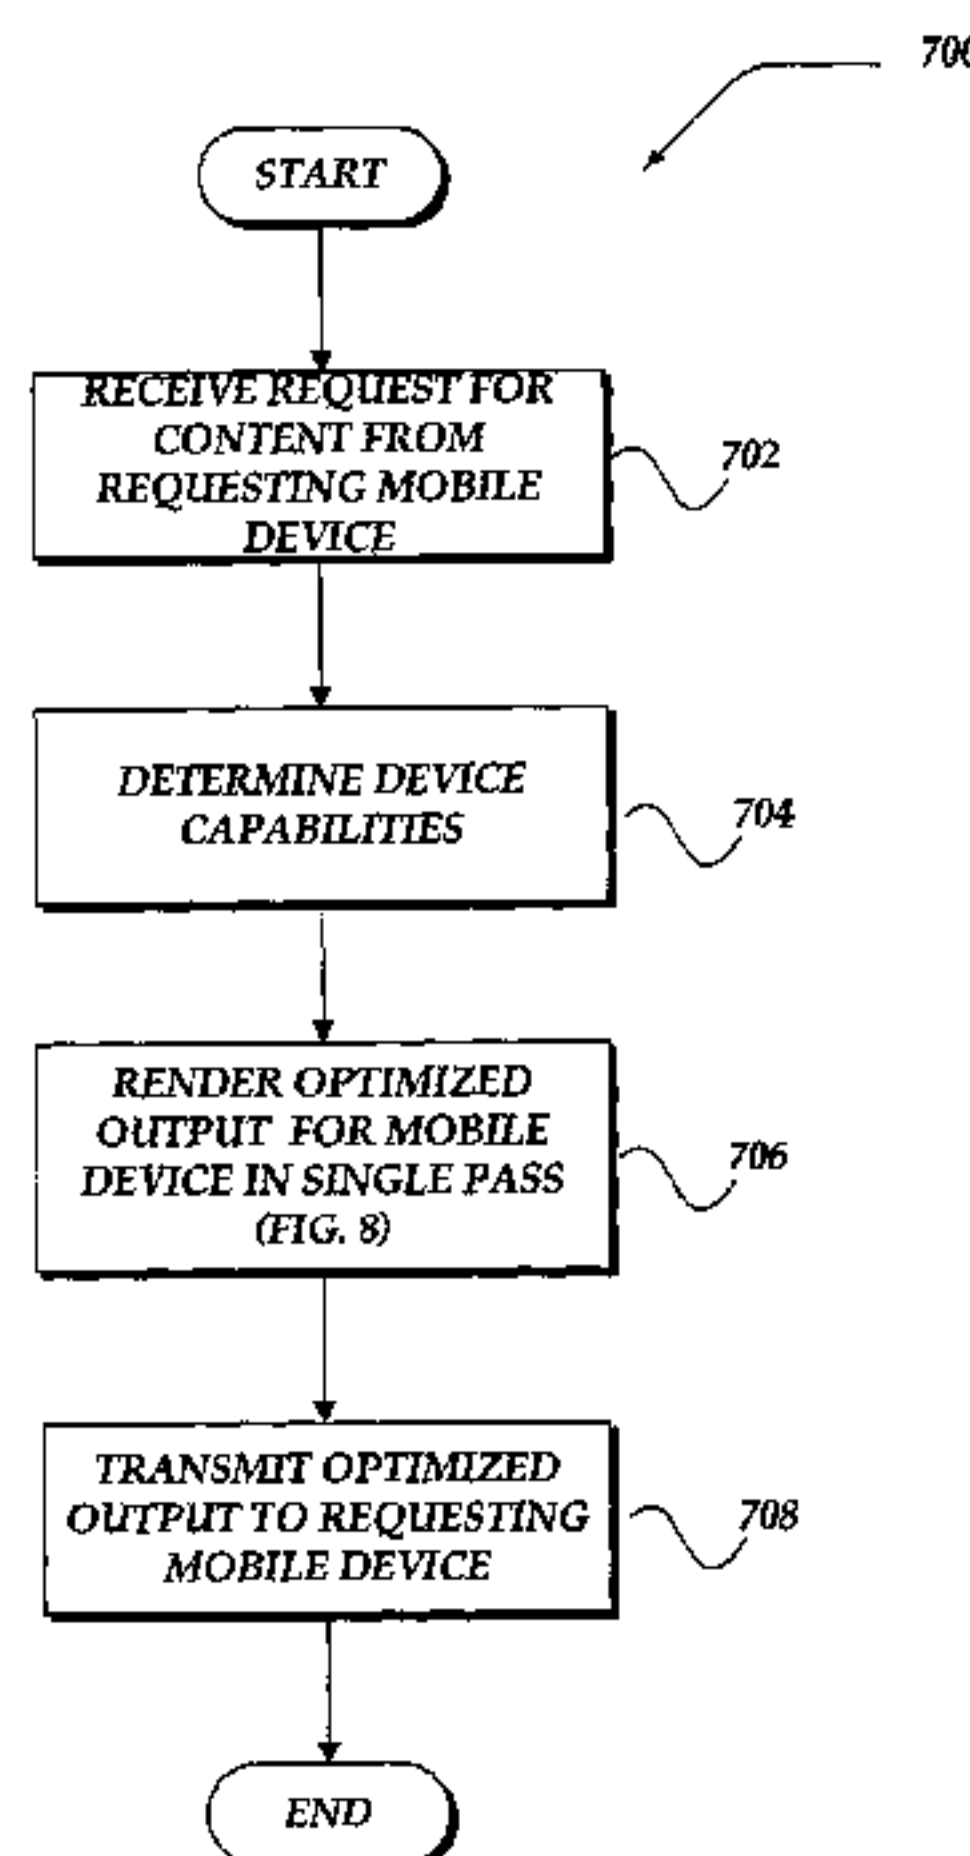 700
START
RECEIVE REQUEST FOR
CONTENT FROM
REQUESTING MOBILE
DEVICE
702
DETERMINE DEVICE
CAPABILITIES
704
RENDER OPTIMIZED
OUTPUT FOR MOBILE
DEVICE IN SINGLE PASS
(FIG. 8)
706
TRANSMIT OPTIMIZED
OUTPUT TO REQUESTING
MOBILE DEVICE
708
END